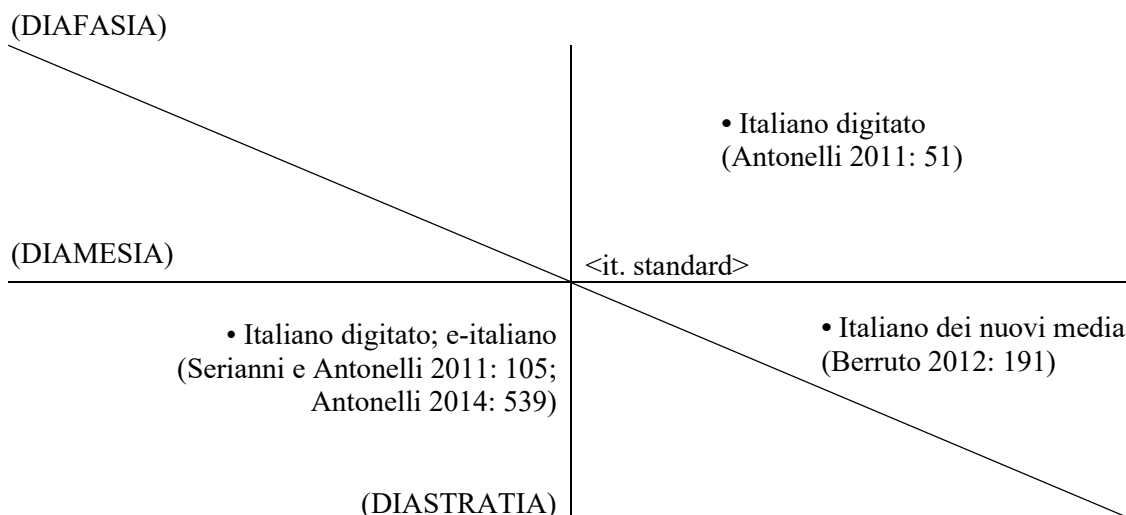 (DIAFASIA)
• Italiano digitato
(Antonelli 2011: 51)
(DIAMESIA)
<it. standard>
• Italiano digitato; e-italiano
(Serianni e Antonelli 2011: 105;
Antonelli 2014: 539)
• Italiano dei nuovi media
(Berruto 2012: 191)
(DIASTRATIA)